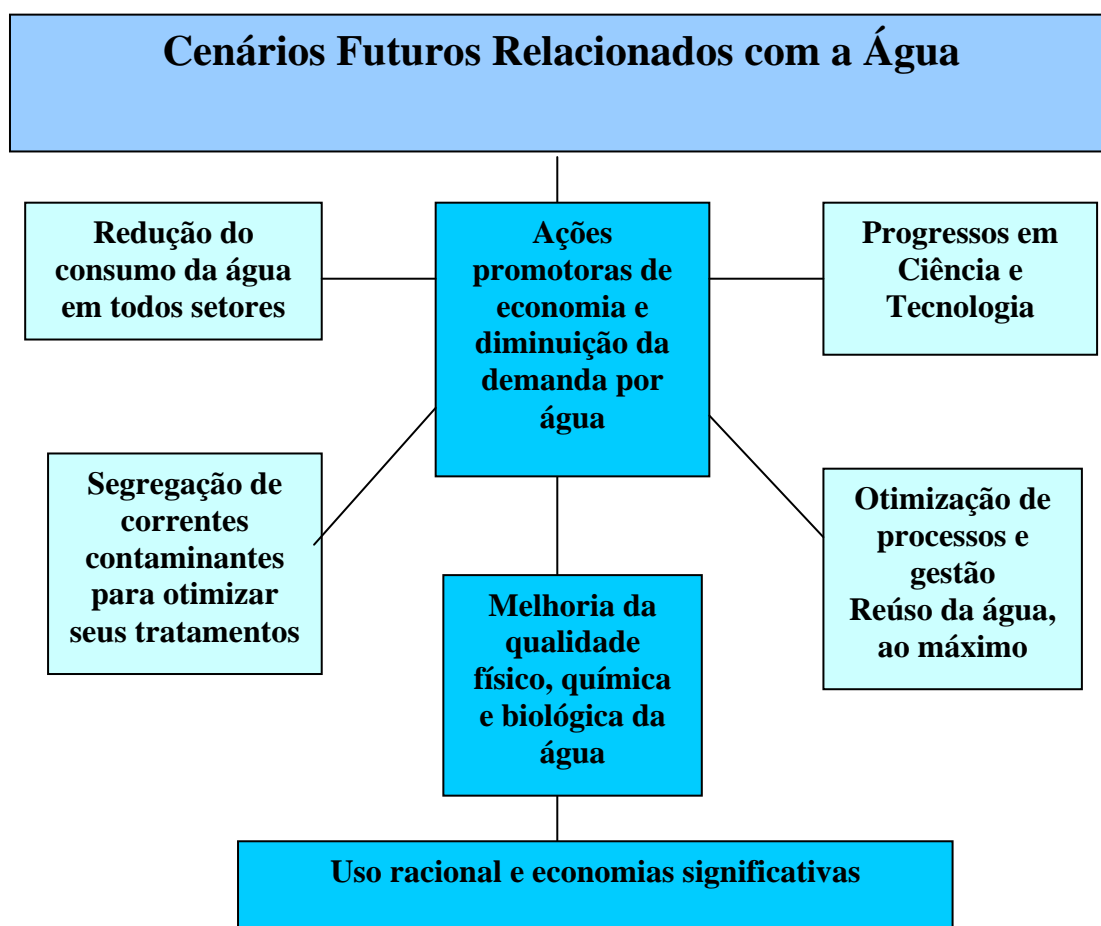 Cenários Futuros Relacionados com a Água
Redução do
consumo da água
em todos setores
Ações
promotoras de
economia e
diminuição da
demanda por
água
Progressos em
Ciência e
Tecnologia
Segregação de
correntes
contaminantes
para otimizar
seus tratamentos
Melhoria da
qualidade
físico, química
e biológica da
água
Otimização de
processos e
gestão
Reúso da água,
ao máximo
Uso racional e economias significativas